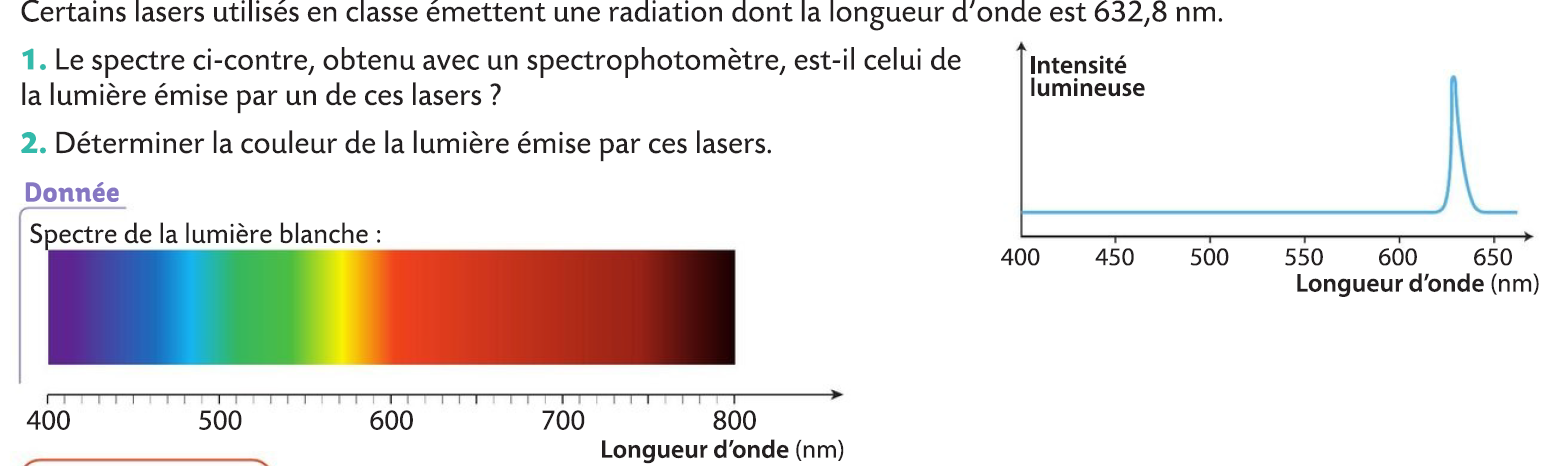 Certains lasers utilisés en classe émettent une radiation dont la longueur d'onde est 632,8 nm.
1. Le spectre ci-contre, obtenu avec un spectrophotomètre, est-il celui de
la lumière émise par un de ces lasers ?
2. Déterminer la couleur de la lumière émise par ces lasers.
Donnée
Spectre de la lumière blanche :
400 500 600 700 800
Longueur d'onde (nm)
Intensité
lumineuse
400 450 500 550 600 650
Longueur d'onde (nm)